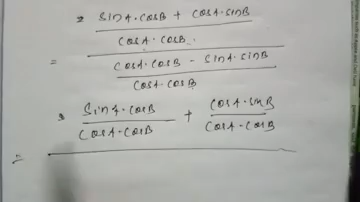 = sinA·cosB + cosA·sinB
cosA·cosB
= cosA·cosB - sinA·sinB
cosA·cosB
= sinA·cosB + cosA·sinB
cosA·cosB cosA·cosB
=